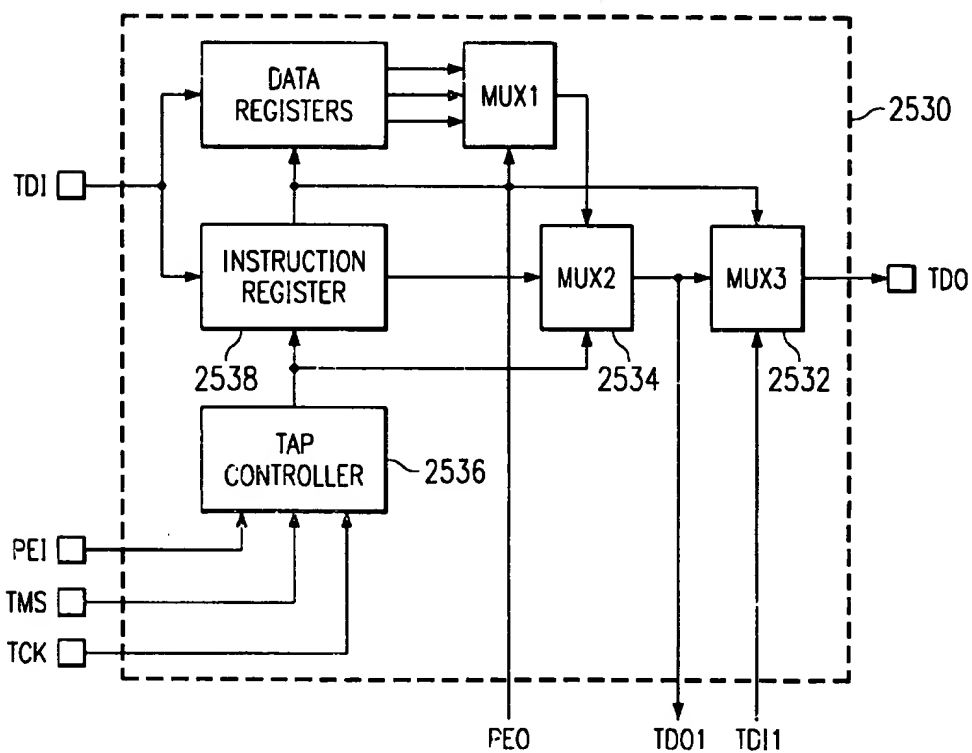 DATA
REGISTERS
MUX1
2530
TDI
INSTRUCTION
REGISTER
MUX2
MUX3
TDO
2538
2534
2532
TAP
CONTROLLER
2536
PEI
TMS
TCK
PEO
TDO1
TDI1